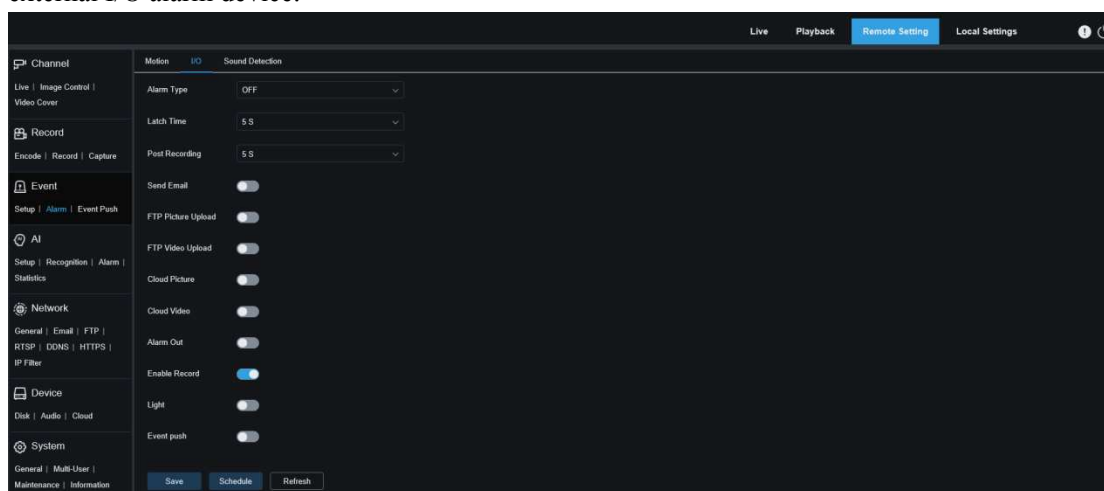 external I/O alarm device.
Live Playback Remote Setting Local Settings
Channel
Live | Image Control |
Video Cover
Record
Encode | Record | Capture
Event
Setup | Alarm | Event Push
AI
Setup | Recognition | Alarm |
Statistics
Network
General | Email | FTP |
RTSP | DDNS | HTTPS |
IP Filter
Device
Disk | Audio | Cloud
System
General | Multi-User |
Maintenance | Information
Motion I/O Sound Detection
Alarm Type OFF
Latch Time 5 S
Post Recording 5 S
Send Email
FTP Picture Upload
FTP Video Upload
Cloud Picture
Cloud Video
Alarm Out
Enable Record
Light
Event push
Save Schedule Refresh